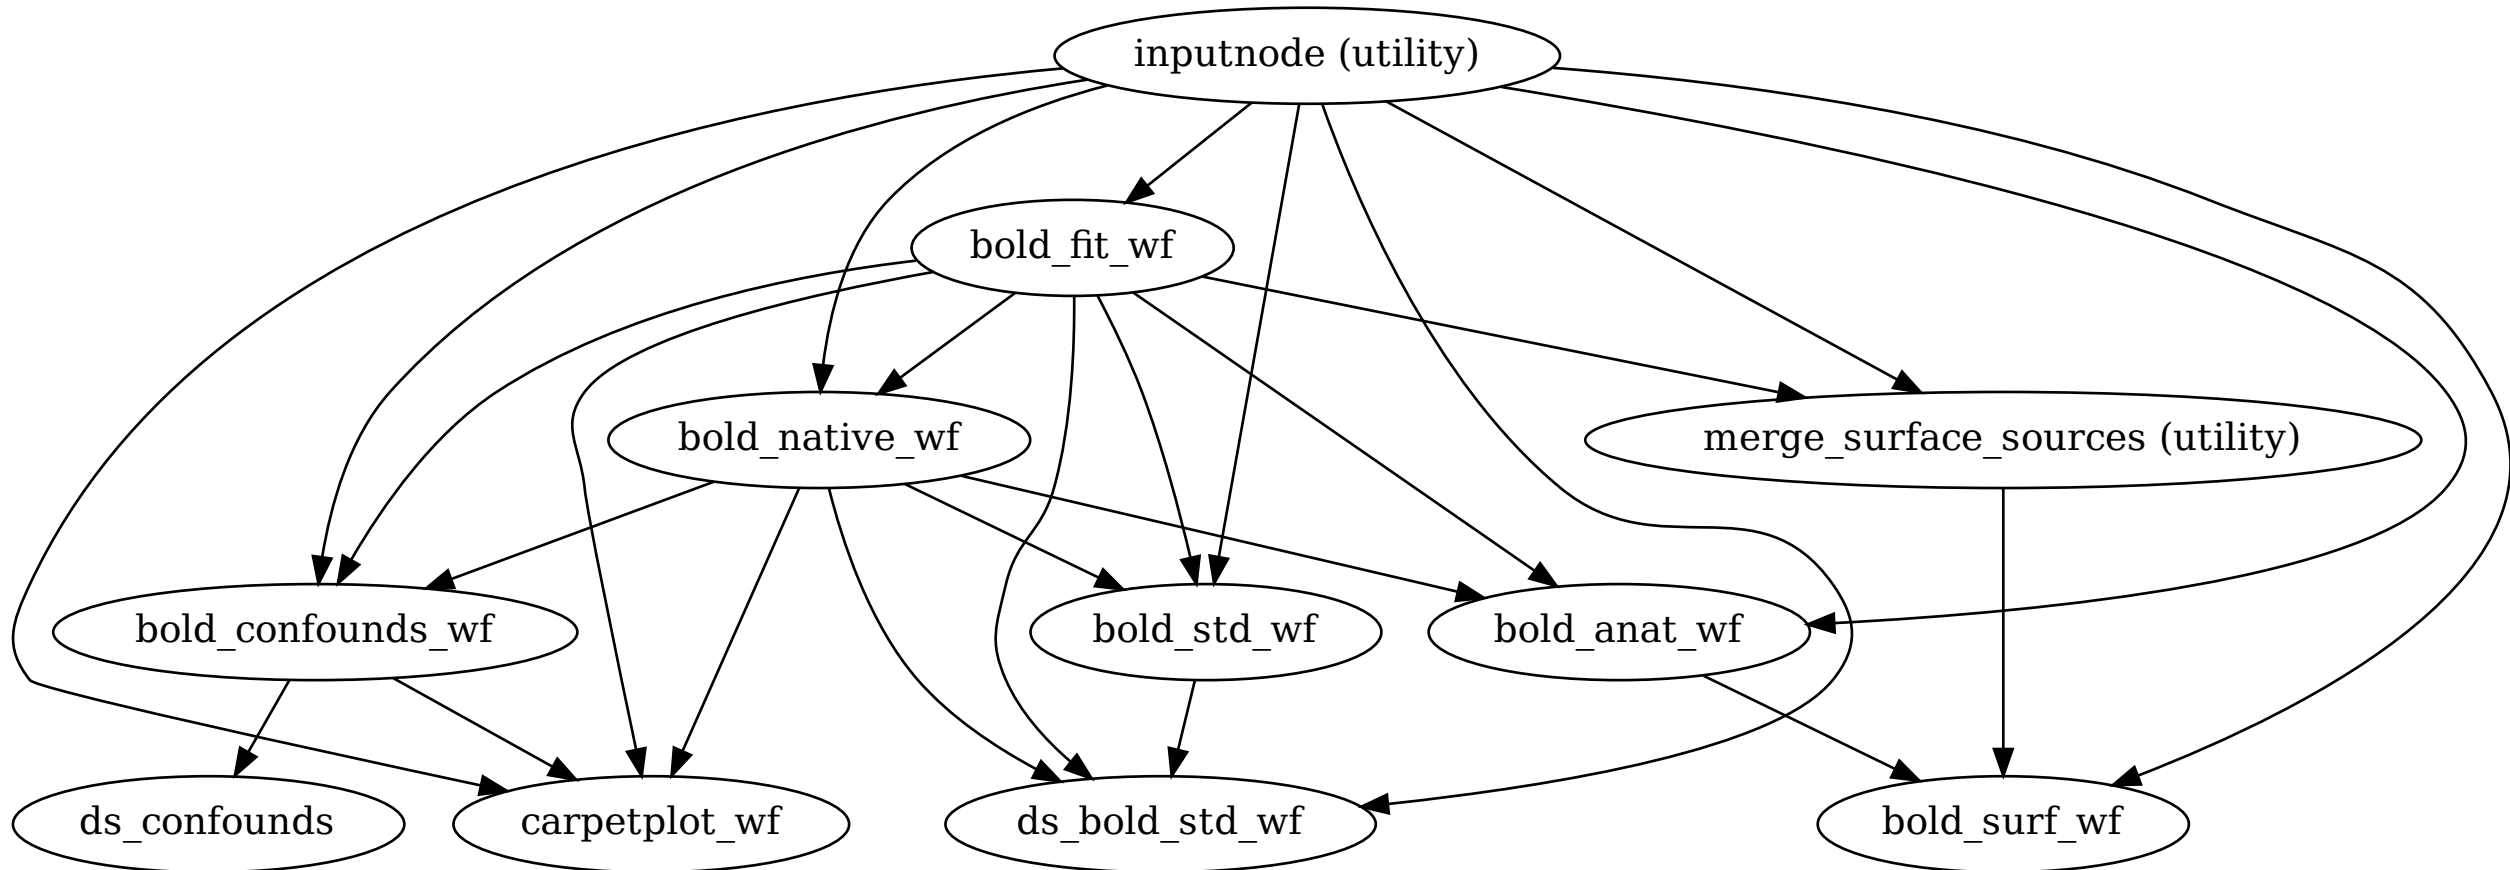 inputnode (utility)
bold_fit_wf
bold_native_wf
merge_surface_sources (utility)
bold_confounds_wf
bold_std_wf
bold_anat_wf
ds_confounds
carpetplot_wf
ds_bold_std_wf
bold_surf_wf